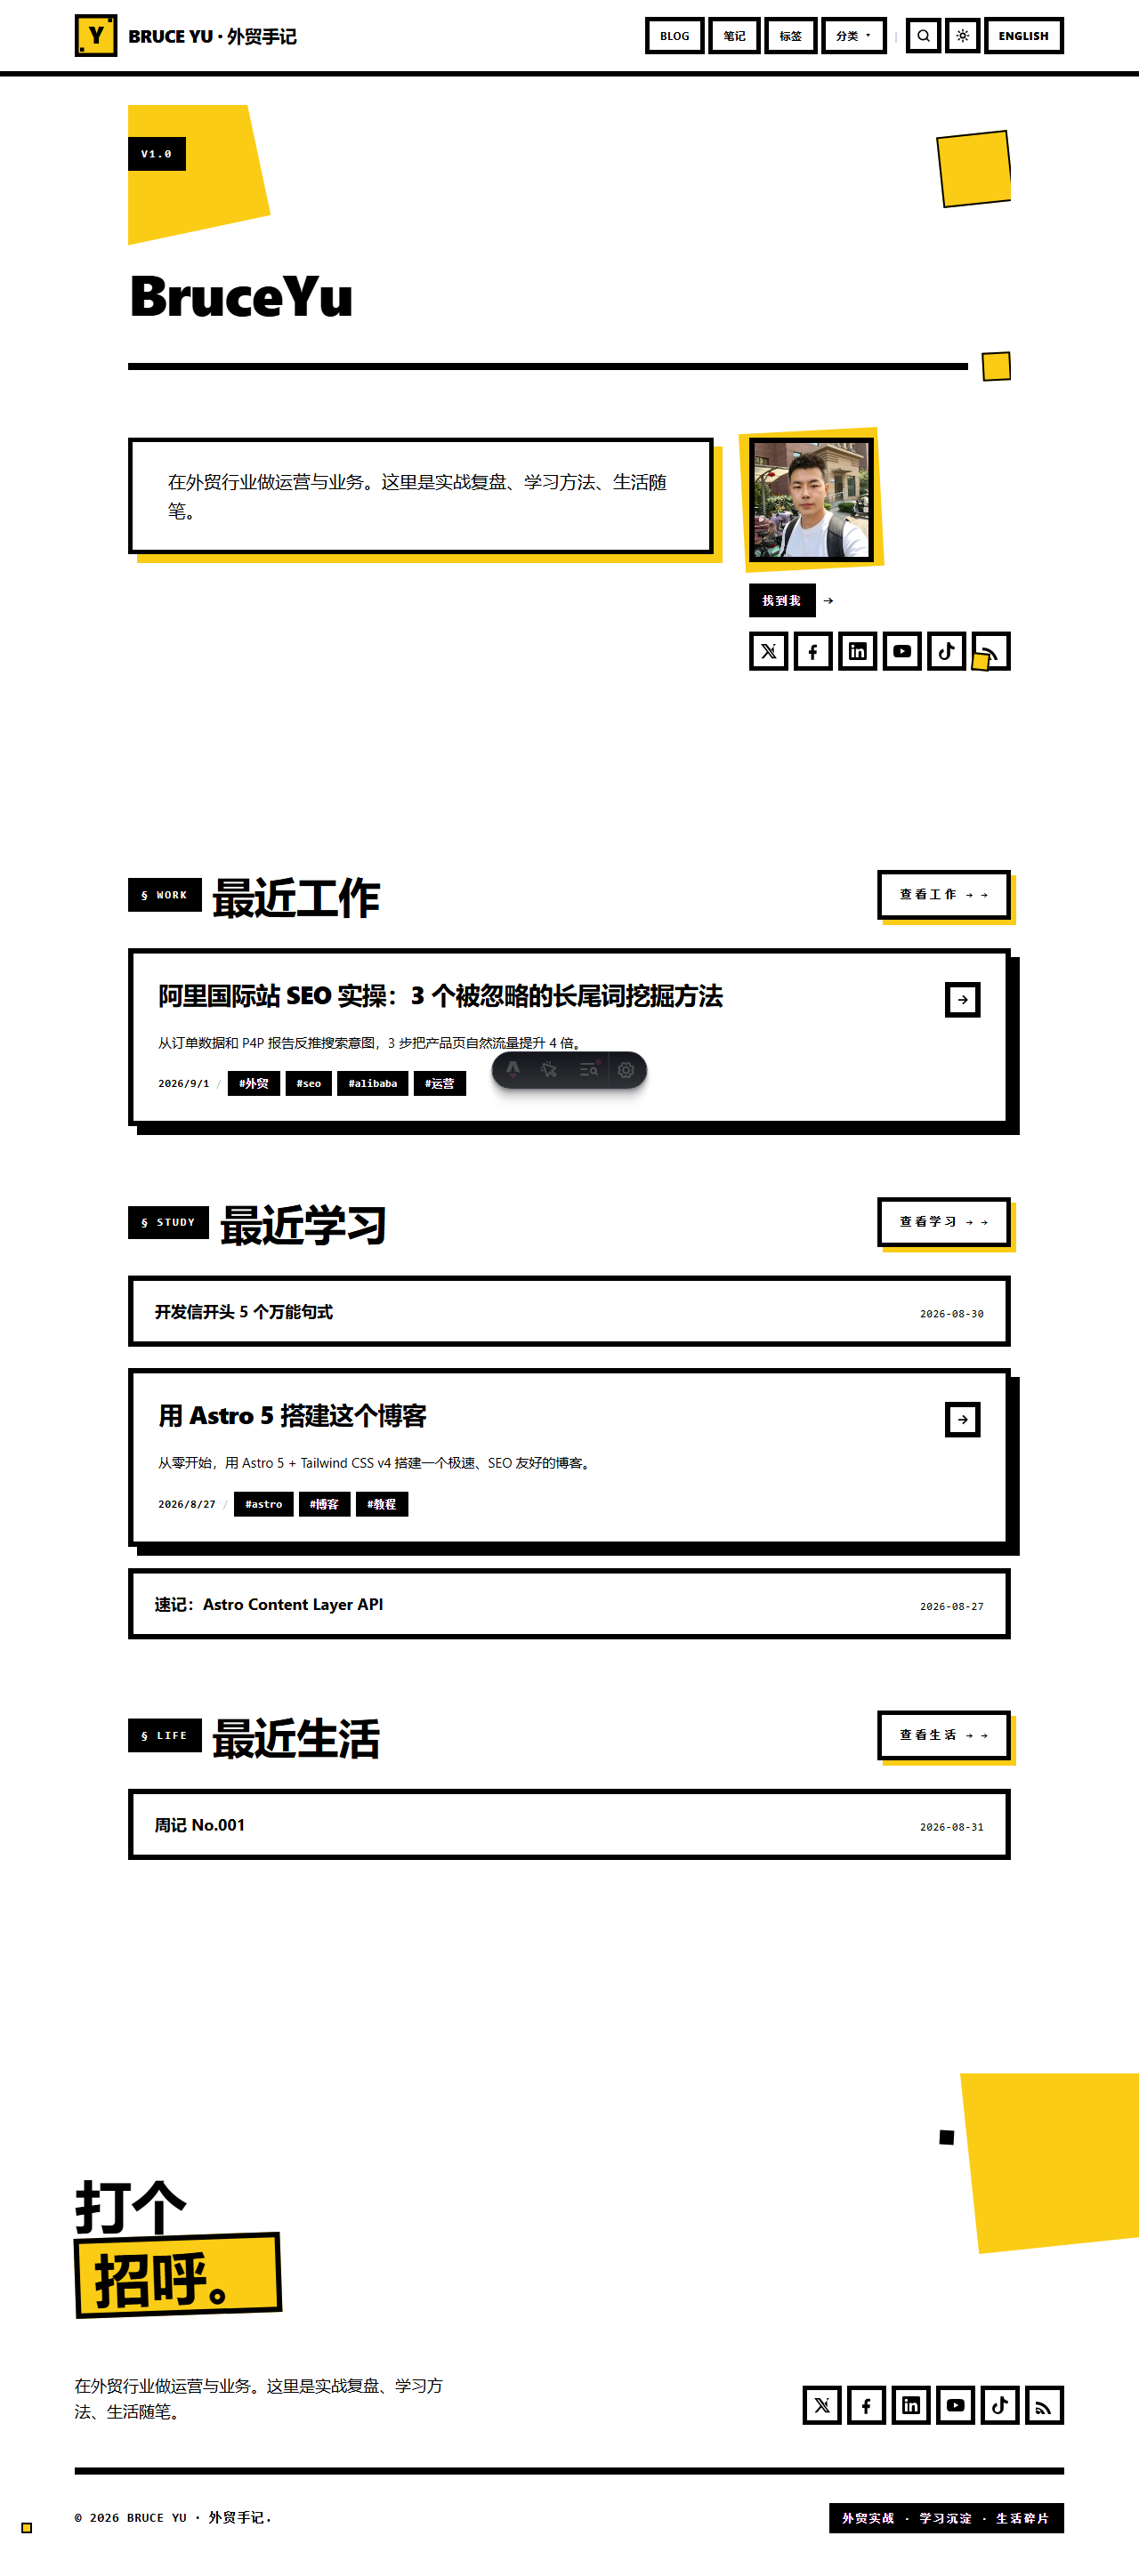 Y
BRUCE YU · 外贸手记
BLOG 笔记 标签 分类 ▾ | ENGLISH
V1.0
BruceYu
在外贸行业做运营与业务。这里是实战复盘、学习方法、生活随
笔。
找到我 →
§ WORK 最近工作 查看工作 → →
阿里国际站 SEO 实操：3 个被忽略的长尾词挖掘方法 →
从订单数据和 P4P 报告反推搜索意图，3 步把产品页自然流量提升 4 倍。
2026/9/1 / #外贸 #seo #alibaba #运营
§ STUDY 最近学习 查看学习 → →
开发信开头 5 个万能句式 2026-08-30
用 Astro 5 搭建这个博客 →
从零开始，用 Astro 5 + Tailwind CSS v4 搭建一个极速、SEO 友好的博客。
2026/8/27 / #astro #博客 #教程
速记：Astro Content Layer API 2026-08-27
§ LIFE 最近生活 查看生活 → →
周记 No.001 2026-08-31
打个
招呼。
在外贸行业做运营与业务。这里是实战复盘、学习方
法、生活随笔。
© 2026 BRUCE YU · 外贸手记.
外贸实战 · 学习沉淀 · 生活碎片